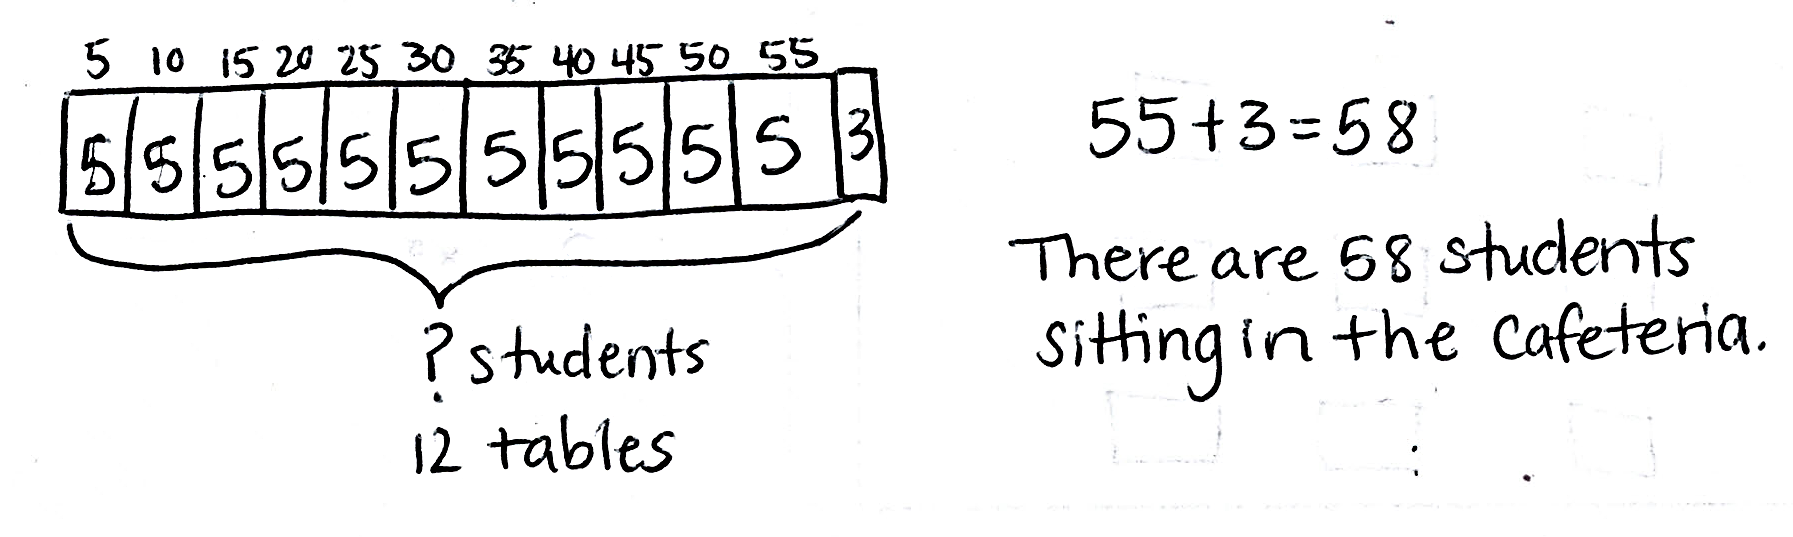 5 10 15 20 25 30 35 40 45 50 55
5 5 5 5 5 5 5 5 5 5 5 3
? students
12 tables
55+3=58
There are 58 students
sitting in the cafeteria.